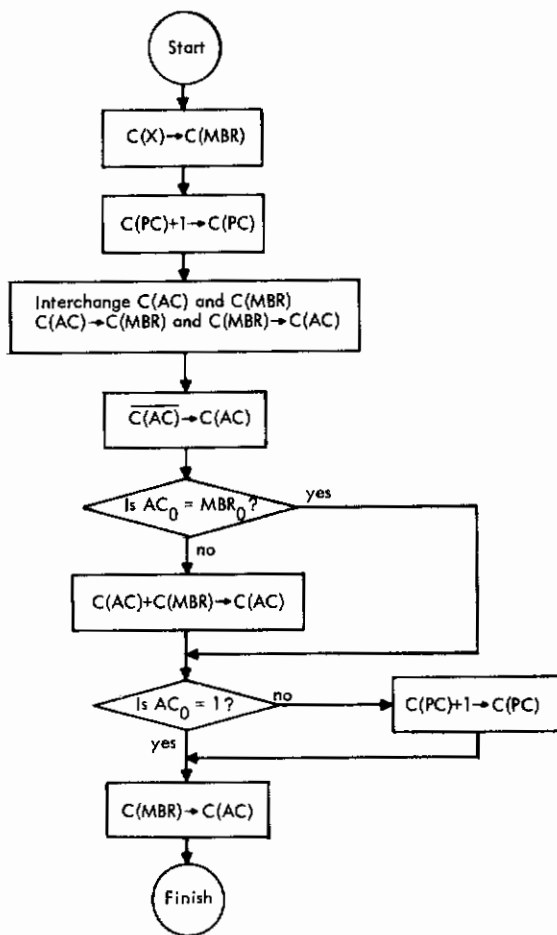 Start
C(X)→C(MBR)
C(PC)+1→C(PC)
Interchange C(AC) and C(MBR)
C(AC)→C(MBR) and C(MBR)→C(AC)
C(AC)→C(AC)
Is AC0 = MBR0?
yes
no
C(AC)+C(MBR)→C(AC)
Is AC0 = 1?
no
C(PC)+1→C(PC)
yes
C(MBR)→C(AC)
Finish